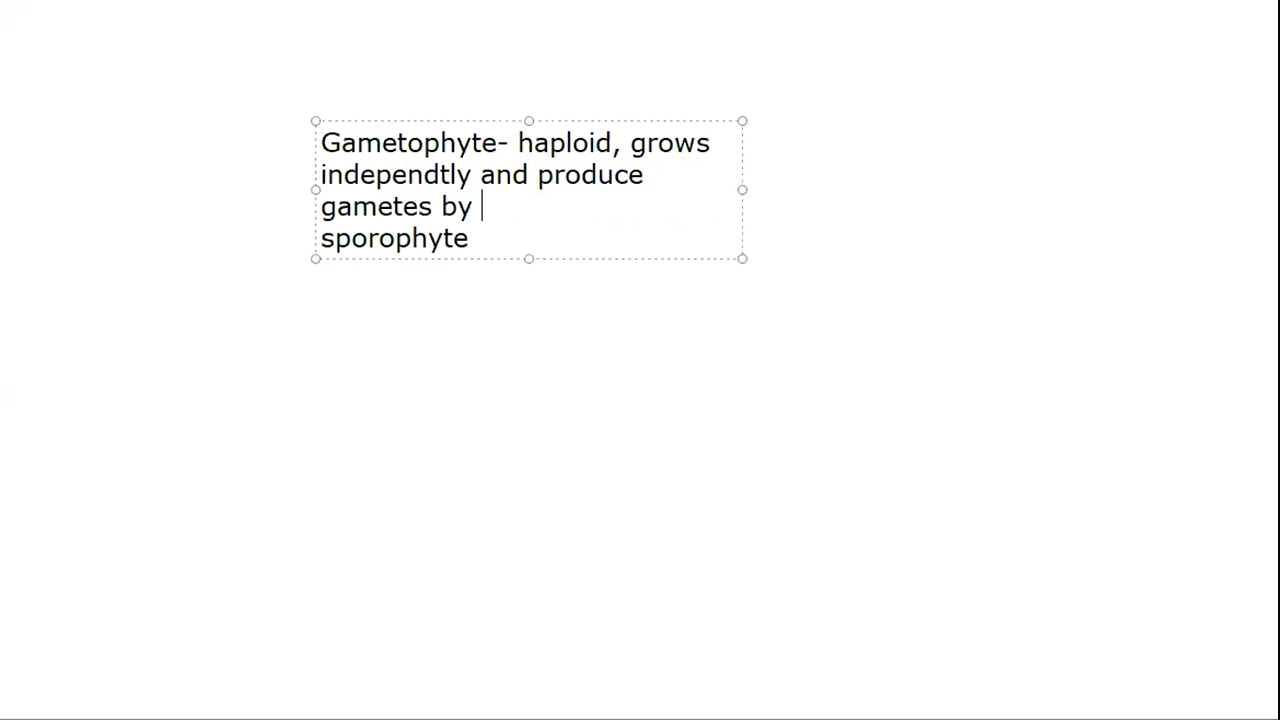 Gametophyte- haploid, grows
independtly and produce
gametes by
sporophyte